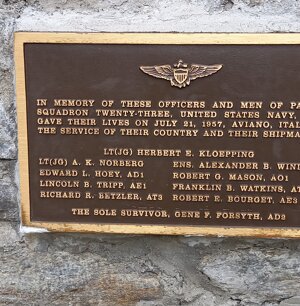 IN MEMORY OF THESE OFFICERS AND MEN OF PA
SQUADRON TWENTY-THREE, UNITED STATES NAVY,
GAVE THEIR LIVES ON JULY 21, 1957, AVIANO, ITAL
THE SERVICE OF THEIR COUNTRY AND THEIR SHIPMA
LT(JG) HERBERT E. KLOEPPING
LT(JG) A. K. NORBERG ENS. ALEXANDER B. WIN
EDWARD L. HOEY, AD1 ROBERT G. MASON, AO1
LINCOLN B. TRIPP, AE1 FRANKLIN B. WATKINS, AT
RICHARD R. BETZLER, AT3 ROBERT E. BOURGET, AE3
THE SOLE SURVIVOR, GENE F. FORSYTH, AD3